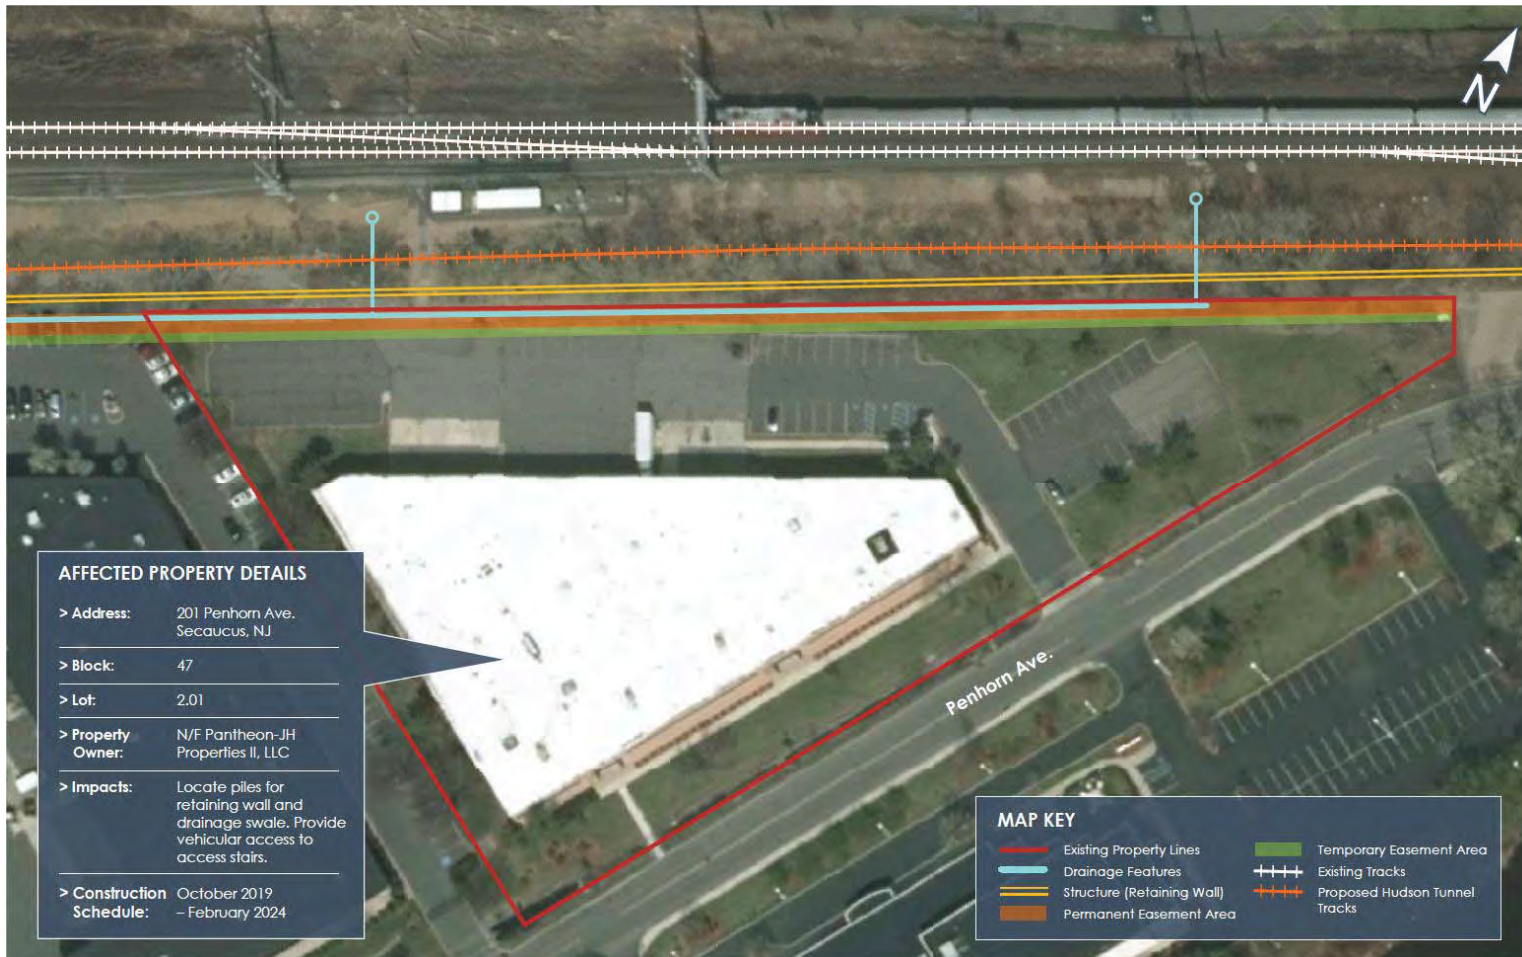 N
AFFECTED PROPERTY DETAILS
> Address: 201 Penhorn Ave.
Secaucus, NJ
> Block: 47
> Lot: 2.01
> Property N/F Pantheon-JH
Owner: Properties II, LLC
> Impacts: Locate piles for
retaining wall and
drainage swale. Provide
vehicular access to
access stairs.
> Construction October 2019
Schedule: – February 2024
Penhorn Ave.
MAP KEY
Existing Property Lines
Drainage Features
Structure (Retaining Wall)
Permanent Easement Area
Temporary Easement Area
Existing Tracks
Proposed Hudson Tunnel
Tracks